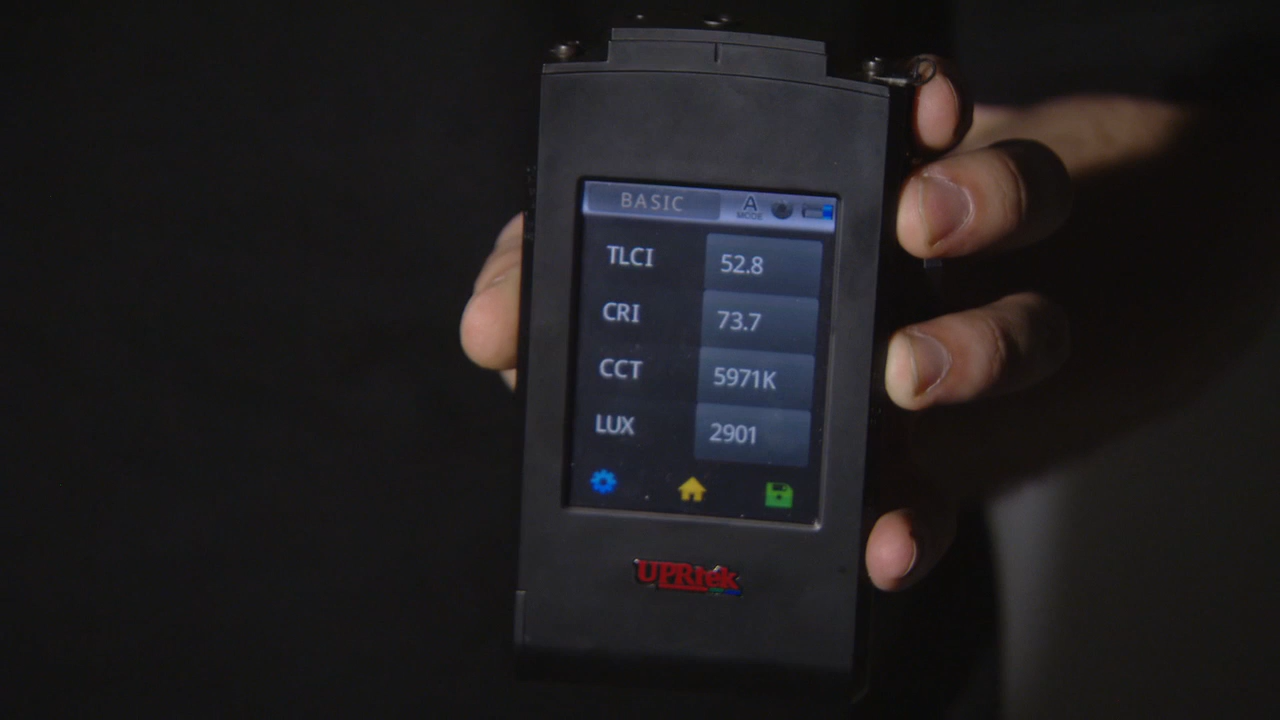 BASIC A MODE
TLCI 52.8
CRI 73.7
CCT 5971K
LUX 2901
UPRtek